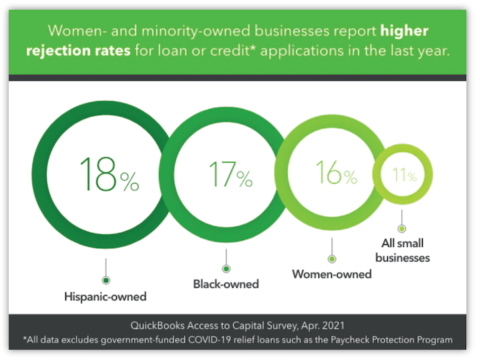 Women- and minority-owned businesses report higher
rejection rates for loan or credit* applications in the last year.
18%
17%
16%
11%
Hispanic-owned
Black-owned
Women-owned
All small
businesses
QuickBooks Access to Capital Survey, Apr. 2021
*All data excludes government-funded COVID-19 relief loans such as the Paycheck Protection Program